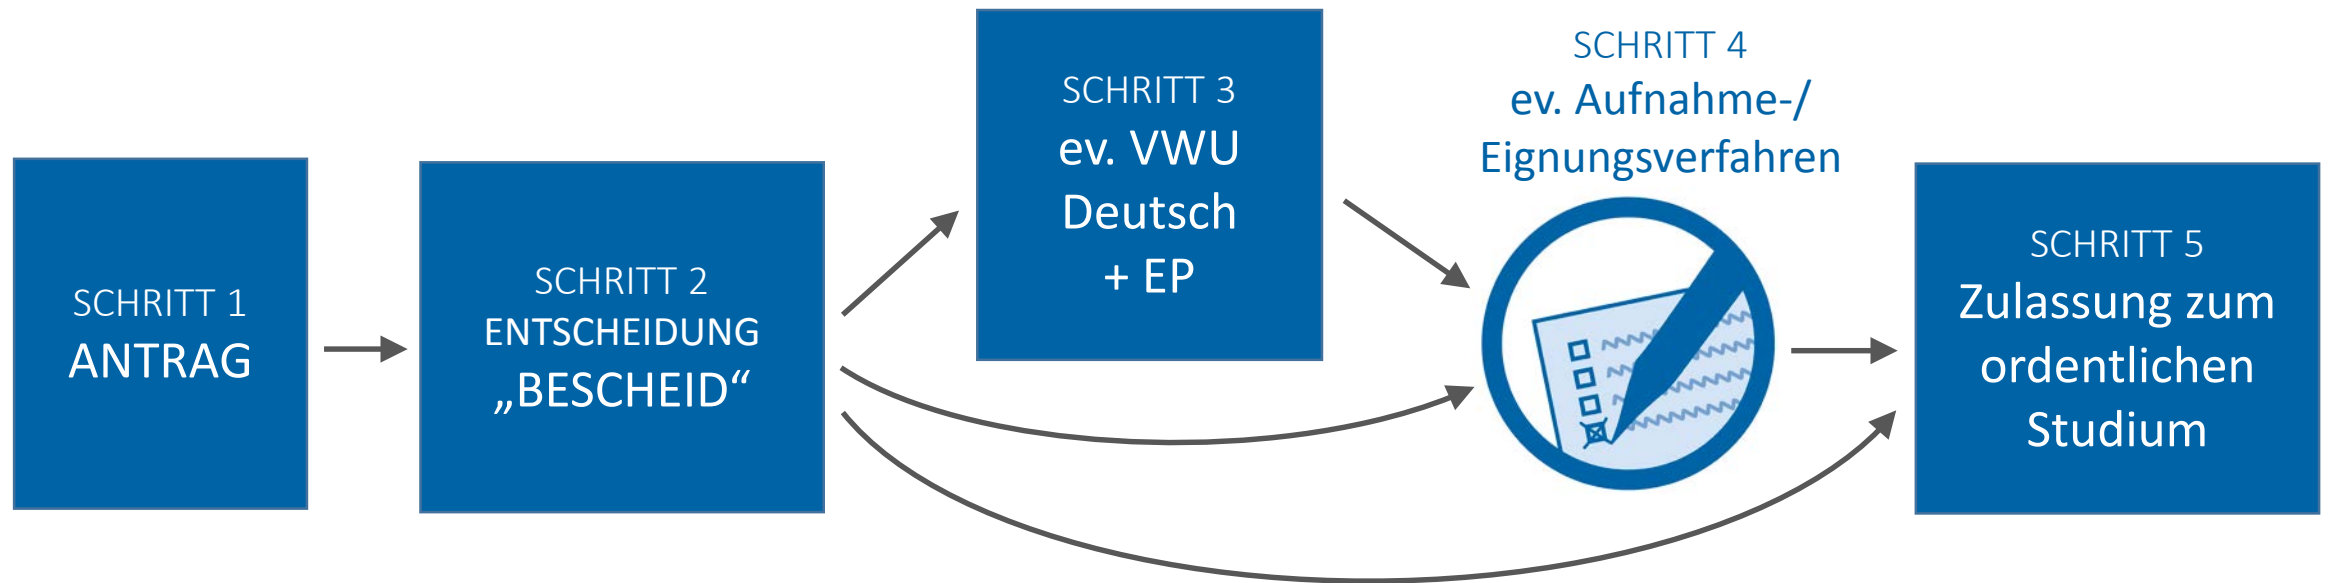 SCHRITT 1
ANTRAG
SCHRITT 2
ENTSCHEIDUNG
„BESCHEID“
SCHRITT 3
ev. VWU
Deutsch
+ EP
SCHRITT 4
ev. Aufnahme-/
Eignungsverfahren
SCHRITT 5
Zulassung zum
ordentlichen
Studium